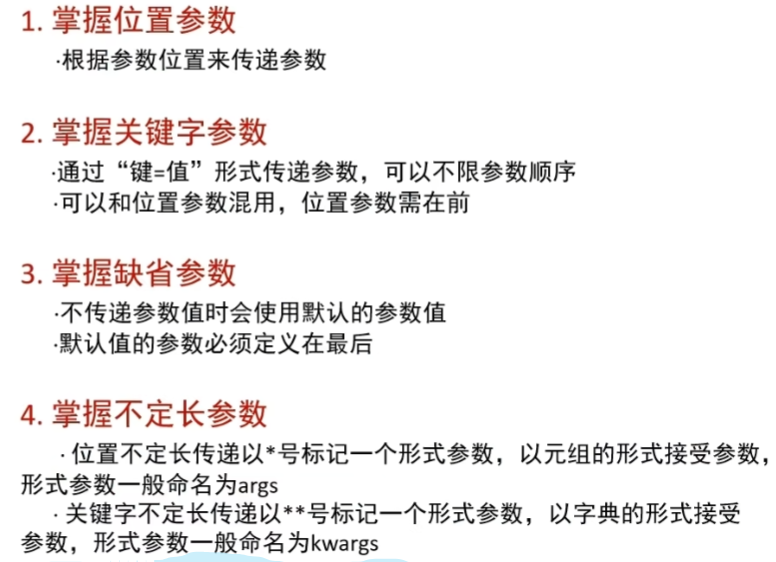 1. 掌握位置参数
·根据参数位置来传递参数
2. 掌握关键字参数
·通过“键=值”形式传递参数，可以不限参数顺序
·可以和位置参数混用，位置参数需在前
3. 掌握缺省参数
·不传递参数值时会使用默认的参数值
·默认值的参数必须定义在最后
4. 掌握不定长参数
· 位置不定长传递以*号标记一个形式参数，以元组的形式接受参数，
形式参数一般命名为args
· 关键字不定长传递以**号标记一个形式参数，以字典的形式接受
参数，形式参数一般命名为kwargs